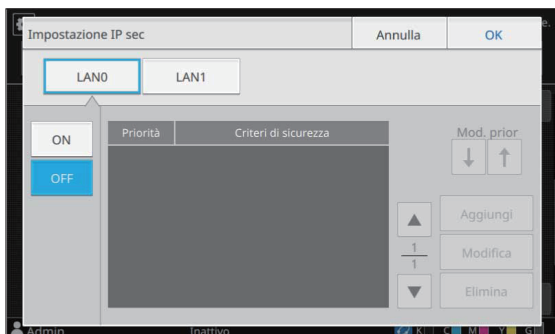 Impostazione IP sec
Annulla
OK
LAN0
LAN1
ON
OFF
Priorità
Criteri di sicurezza
Mod. prior
Aggiungi
1
1
Modifica
Elimina
Admin
Inattivo
K
C
M
Y
G